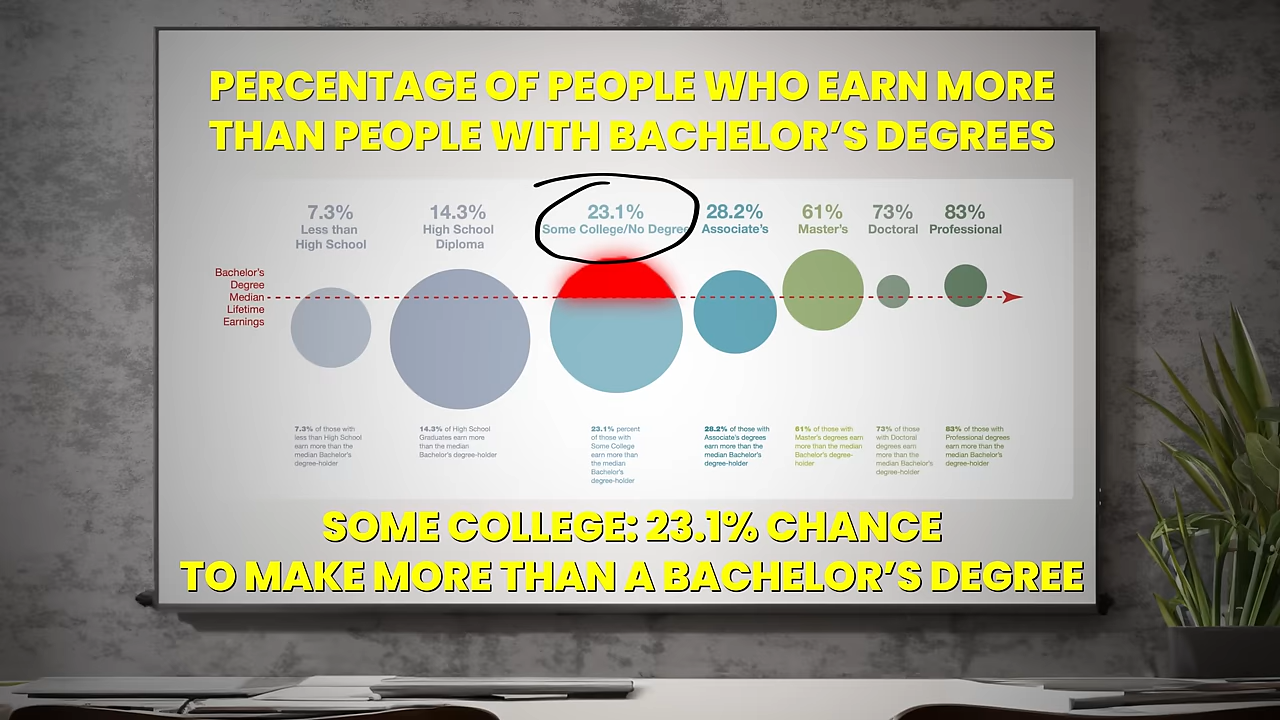 PERCENTAGE OF PEOPLE WHO EARN MORE
THAN PEOPLE WITH BACHELOR'S DEGREES
7.3%
Less than
High School
14.3%
High School
Diploma
23.1%
Some College/No Degree
28.2%
Associate's
61%
Master's
73%
Doctoral
83%
Professional
Bachelor's
Degree
Median
Lifetime
Earnings
7.3% of those with
less than High School
earn more than the
median Bachelor's
degree-holder
14.3% of High School
Graduates earn more
than the median
Bachelor's degree-holder
23.1% percent
of those with
Some College
earn more than
the median
Bachelor's
degree-holder
28.2% of those with
Associate's degrees
earn more than the
median Bachelor's
degree-holder
61% of those with
Master's degrees earn
more than the median
Bachelor's degree-
holder
73% of those
with Doctoral
degrees earn
more than the
median Bachelor's
degree-holder
83% of those with
Professional degrees
earn more than the
median Bachelor's
degree-holder
SOME COLLEGE: 23.1% CHANCE
TO MAKE MORE THAN A BACHELOR'S DEGREE